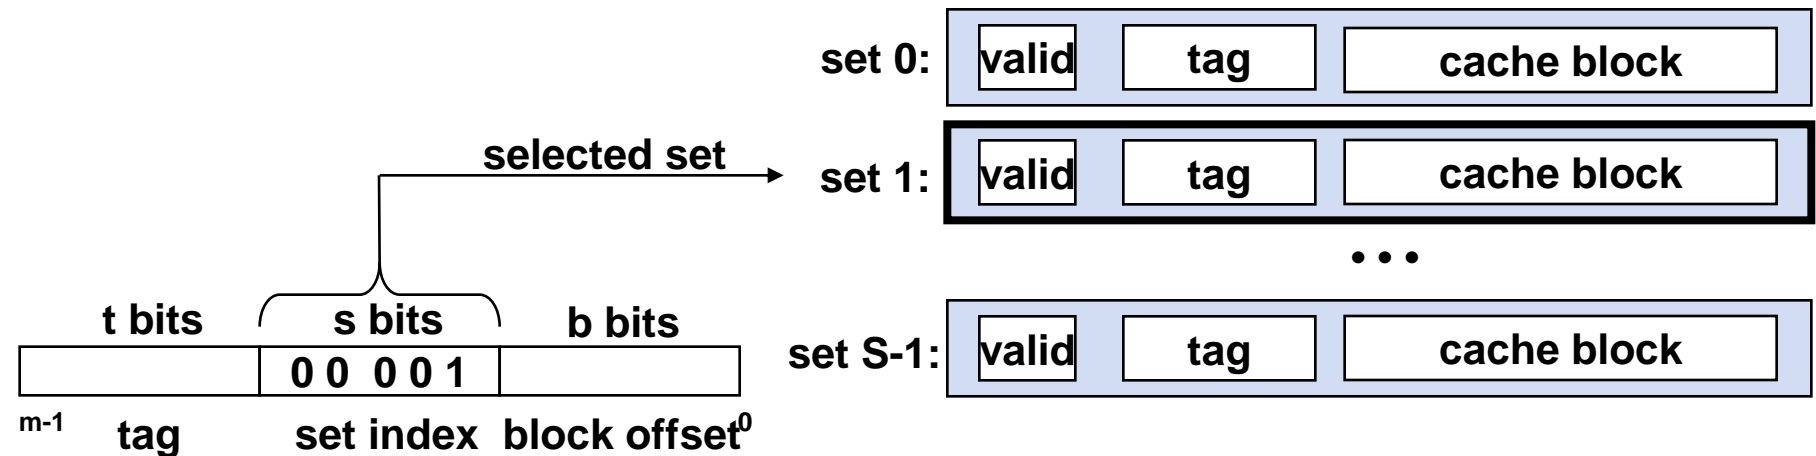 set 0: valid tag cache block
selected set
set 1: valid tag cache block
• • •
t bits s bits b bits
set S-1: valid tag cache block
0 0 0 0 1
m-1 tag set index block offset 0